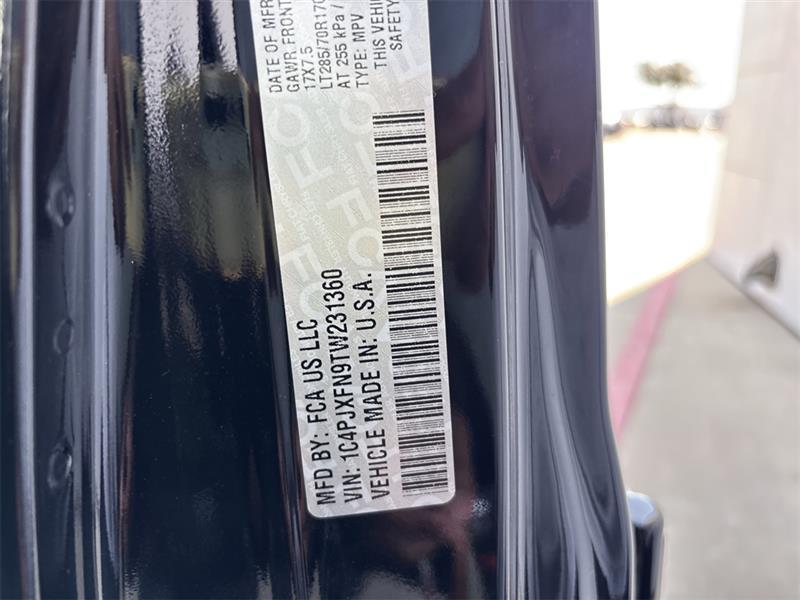 MFD BY: FCA US LLC
DATE OF MFR
GAWR FRONT
17X7.5
LT285/70R17C
AT 255 kPa /
TYPE: MPV
THIS VEHI
SAFETY
VIN: 1C4PJXFN9TW231360
VEHICLE MADE IN: U.S.A.